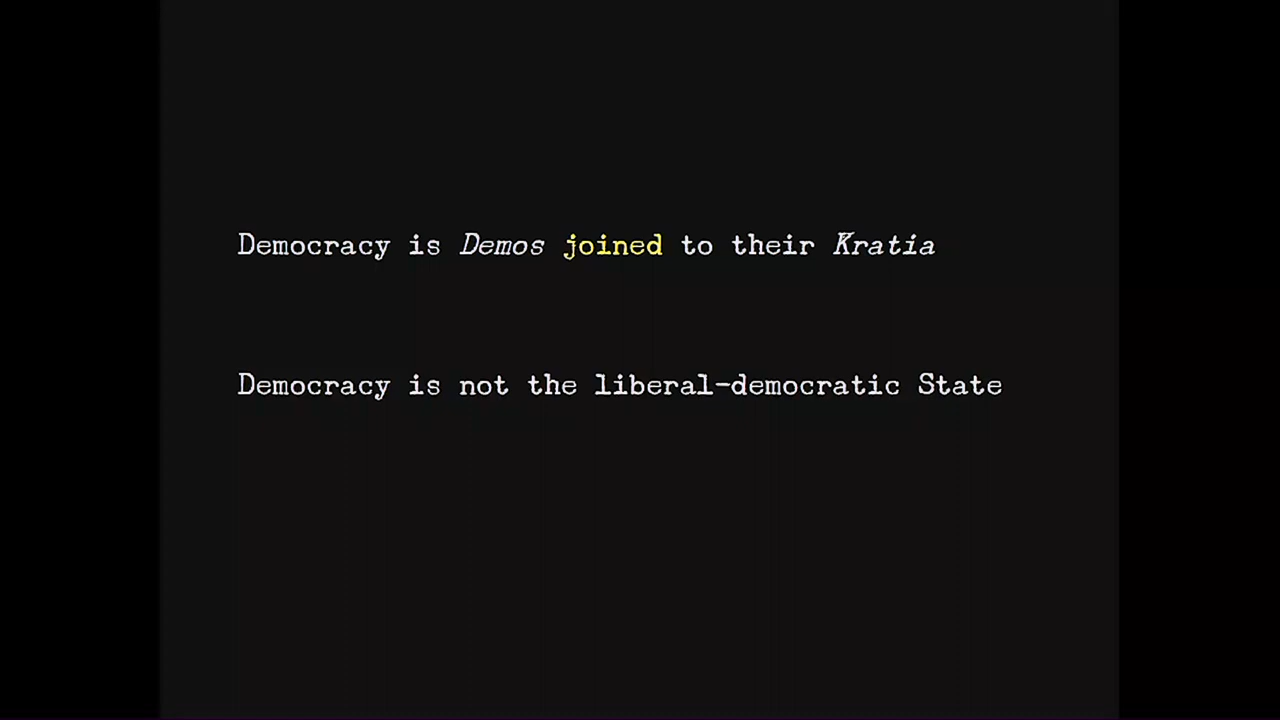 Democracy is Demos joined to their Kratia
Democracy is not the liberal-democratic State